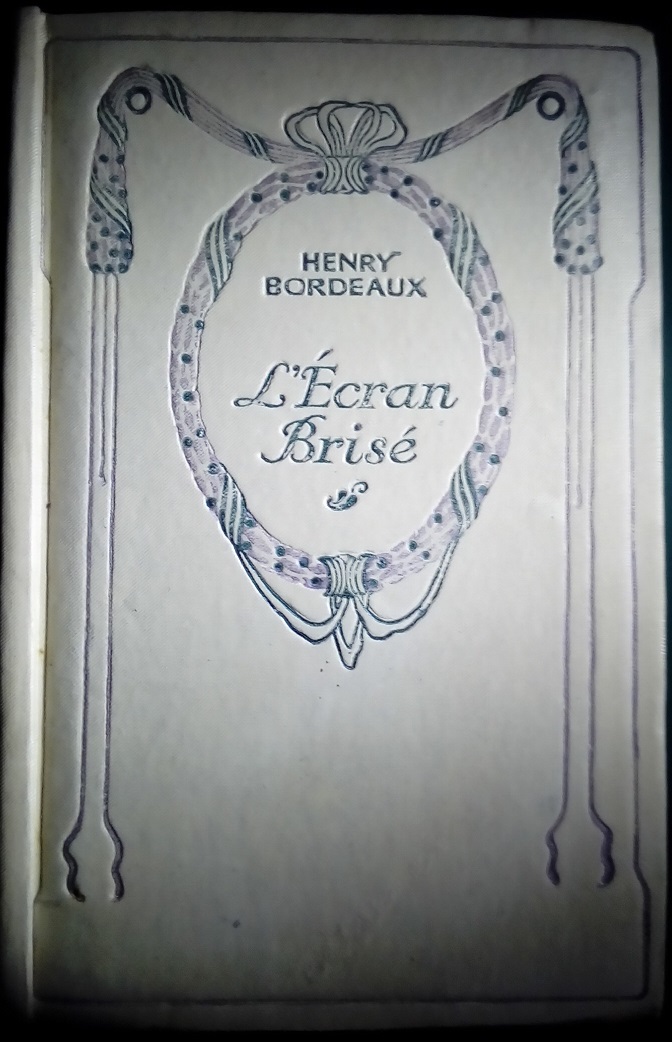 HENRY
BORDEAUX
L'Écran
Brisé